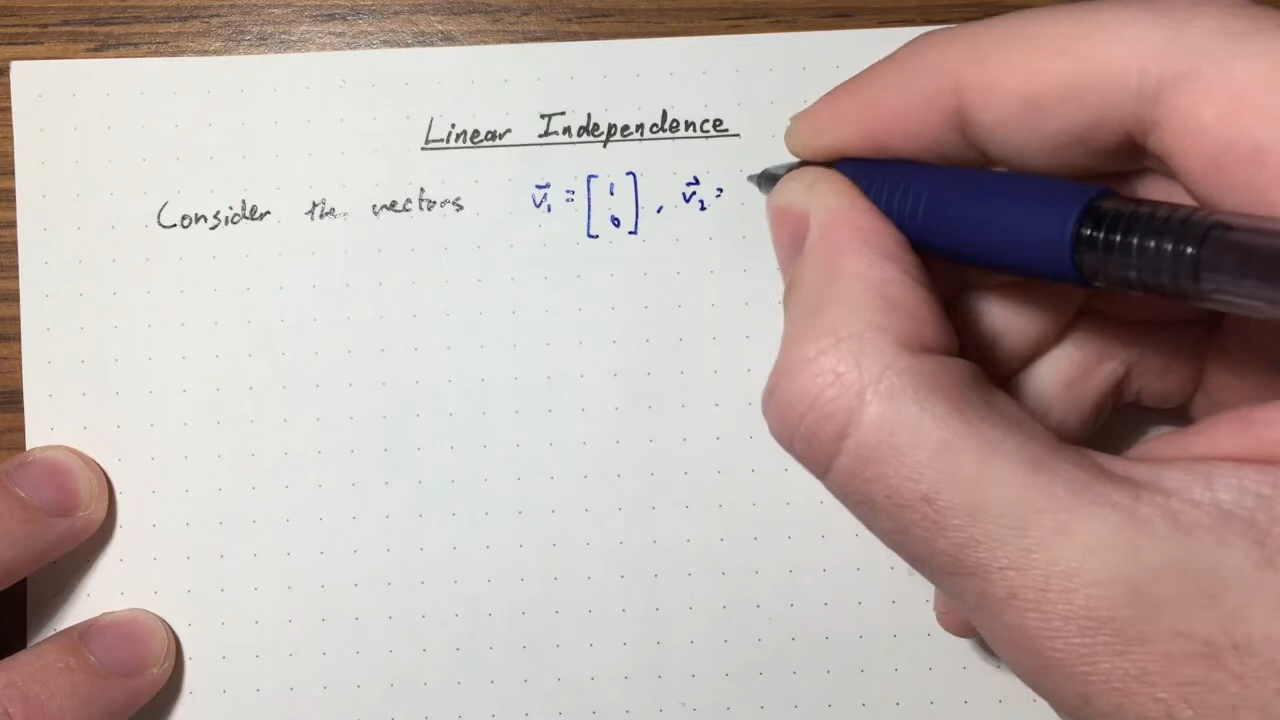 Linear Independence
Consider the vectors v⃗₁ = [1 0], v⃗₂ =